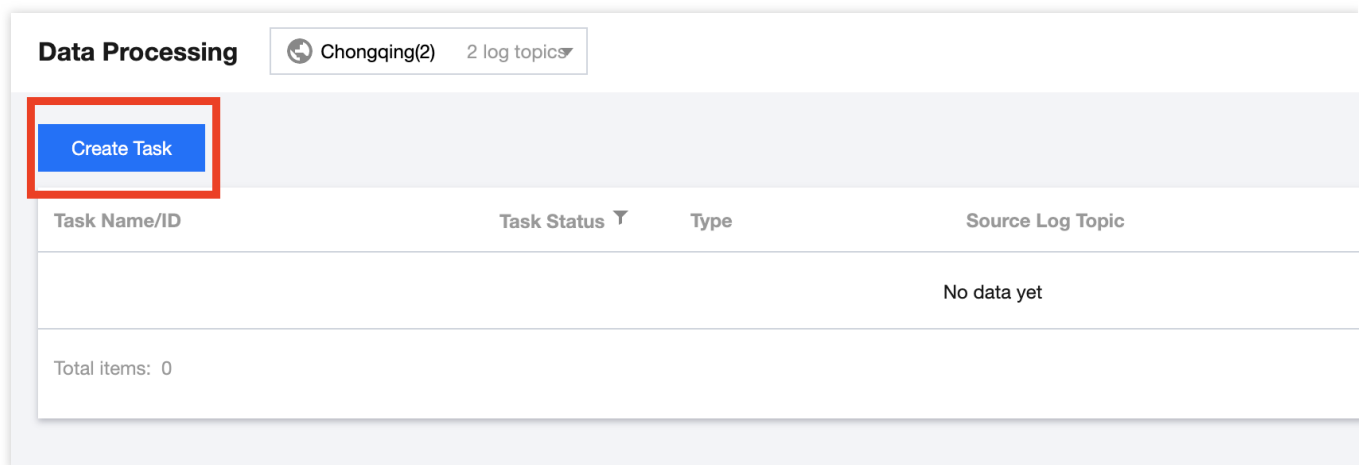 Data Processing Chongqing(2) 2 log topics
Create Task
Task Name/ID Task Status Type Source Log Topic
No data yet
Total items: 0